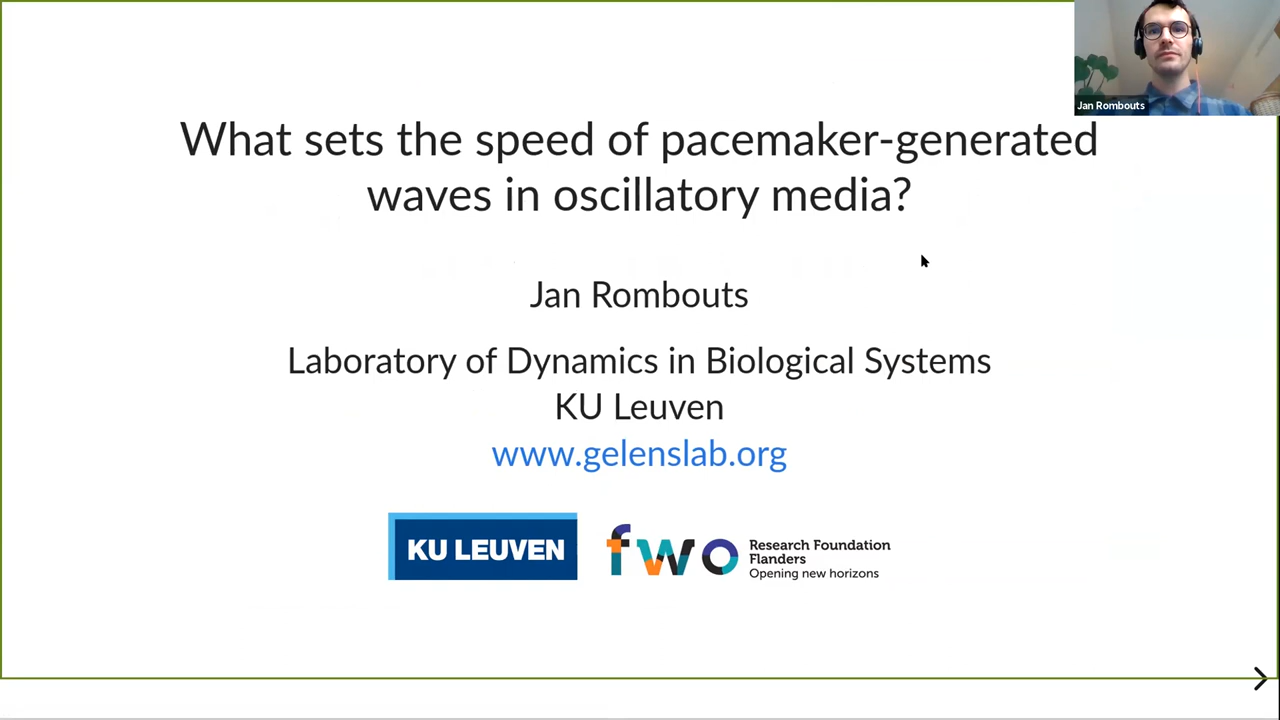 Jan Rombouts
What sets the speed of pacemaker-generated
waves in oscillatory media?
Jan Rombouts
Laboratory of Dynamics in Biological Systems
KU Leuven
www.gelenslab.org
KU LEUVEN
fwo
Research Foundation
Flanders
Opening new horizons